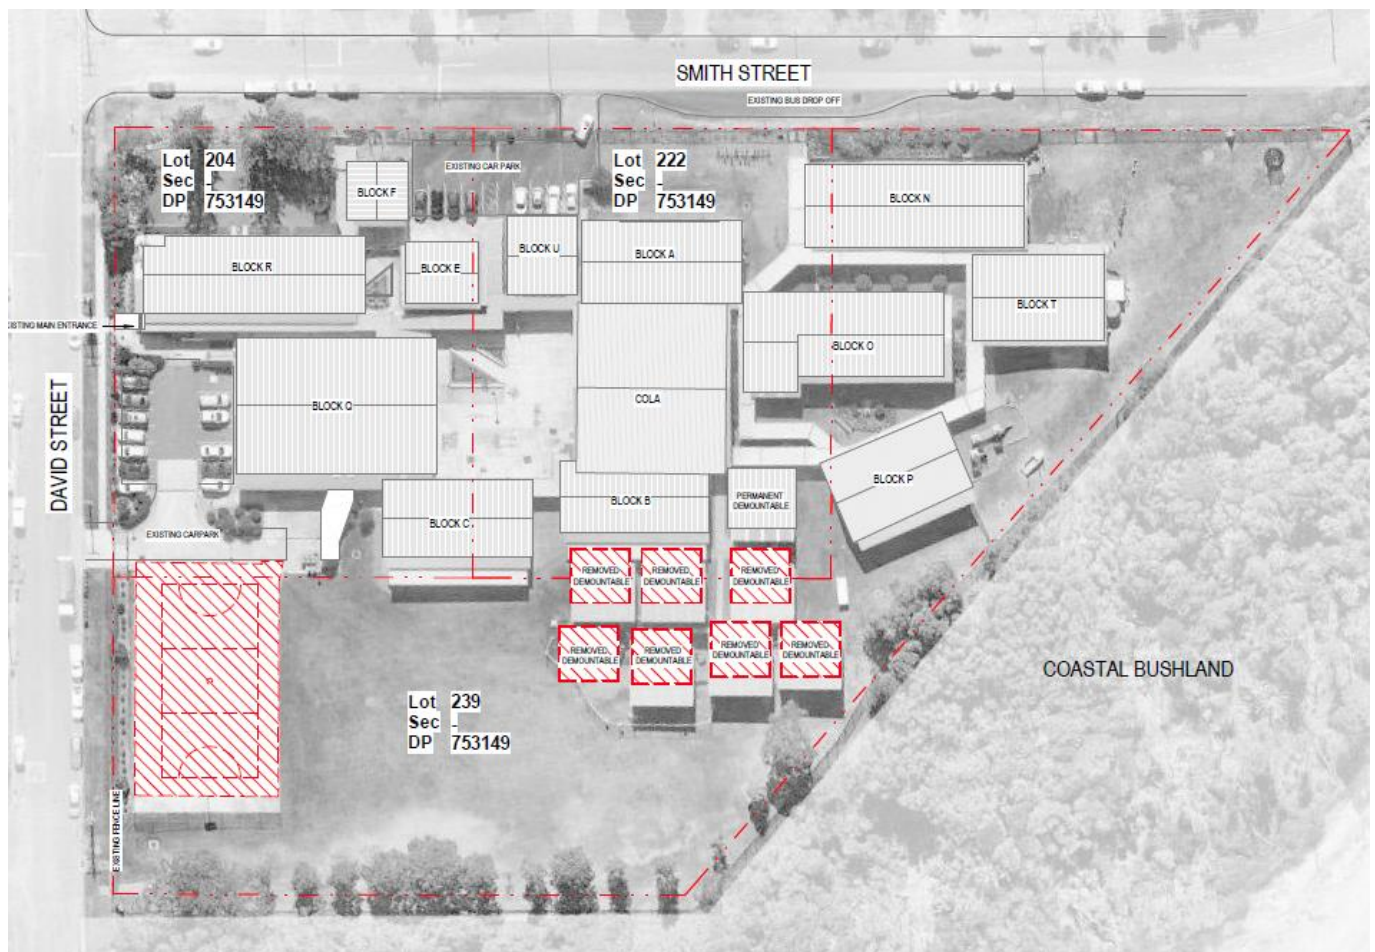 SMITH STREET
EXISTING BUS DROP OFF
Lot 204
Sec -
DP 753149
EXISTING CAR PARK
Lot 222
Sec -
DP 753149
BLOCK F
BLOCK N
BLOCK R
BLOCK E
BLOCK U
BLOCK A
BLOCK T
EXISTING MAIN ENTRANCE
BLOCK O
DAVID STREET
BLOCK Q
COLA
BLOCK P
BLOCK B
PERMANENT
DEMOUNTABLE
BLOCK C
EXISTING CARPARK
REMOVED
DEMOUNTABLE
REMOVED
DEMOUNTABLE
REMOVED
DEMOUNTABLE
REMOVED
DEMOUNTABLE
REMOVED
DEMOUNTABLE
REMOVED
DEMOUNTABLE
REMOVED
DEMOUNTABLE
COASTAL BUSHLAND
Lot 239
Sec -
DP 753149
EXISTING FENCE LINE